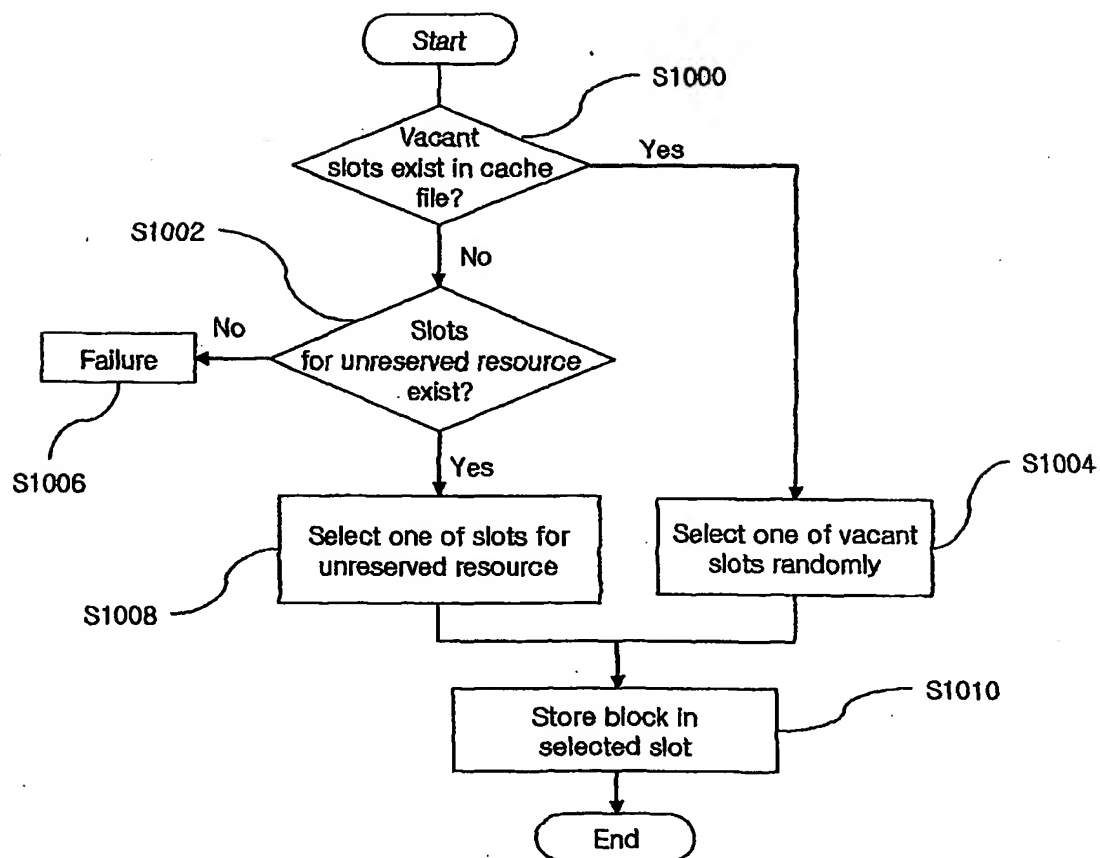 Start
S1000
Vacant
slots exist in cache
file?
Yes
S1002
No
Slots
for unreserved resource
exist?
No
Failure
S1006
Yes
S1004
Select one of slots for
unreserved resource
Select one of vacant
slots randomly
S1008
S1010
Store block in
selected slot
End